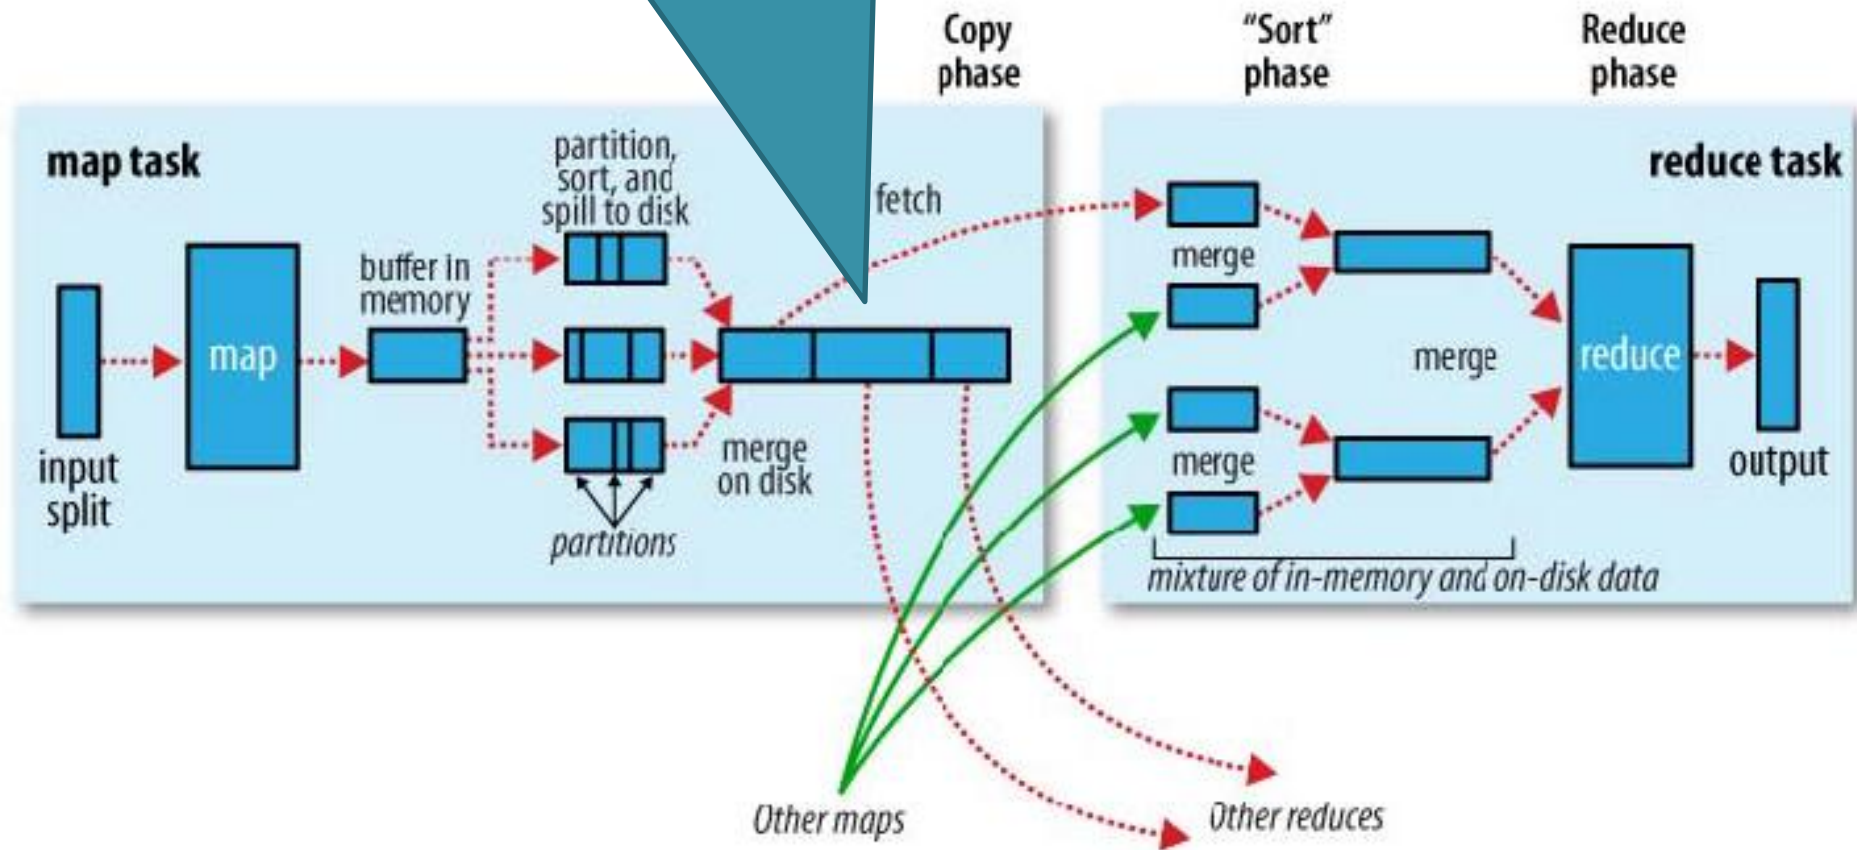 Copy
phase
“Sort”
phase
Reduce
phase
map task
reduce task
partition,
sort, and
spill to disk
fetch
buffer in
memory
merge
map
merge
reduce
input
split
merge
on disk
merge
output
partitions
mixture of in-memory and on-disk data
Other maps
Other reduces